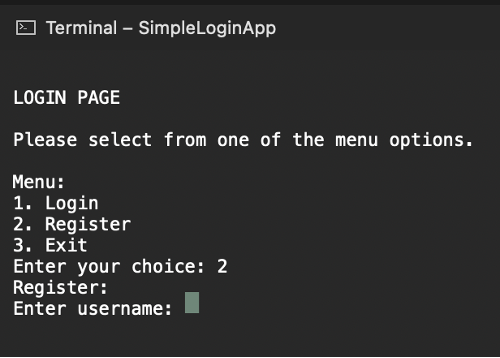 Terminal – SimpleLoginApp
LOGIN PAGE
Please select from one of the menu options.
Menu:
1. Login
2. Register
3. Exit
Enter your choice: 2
Register:
Enter username: